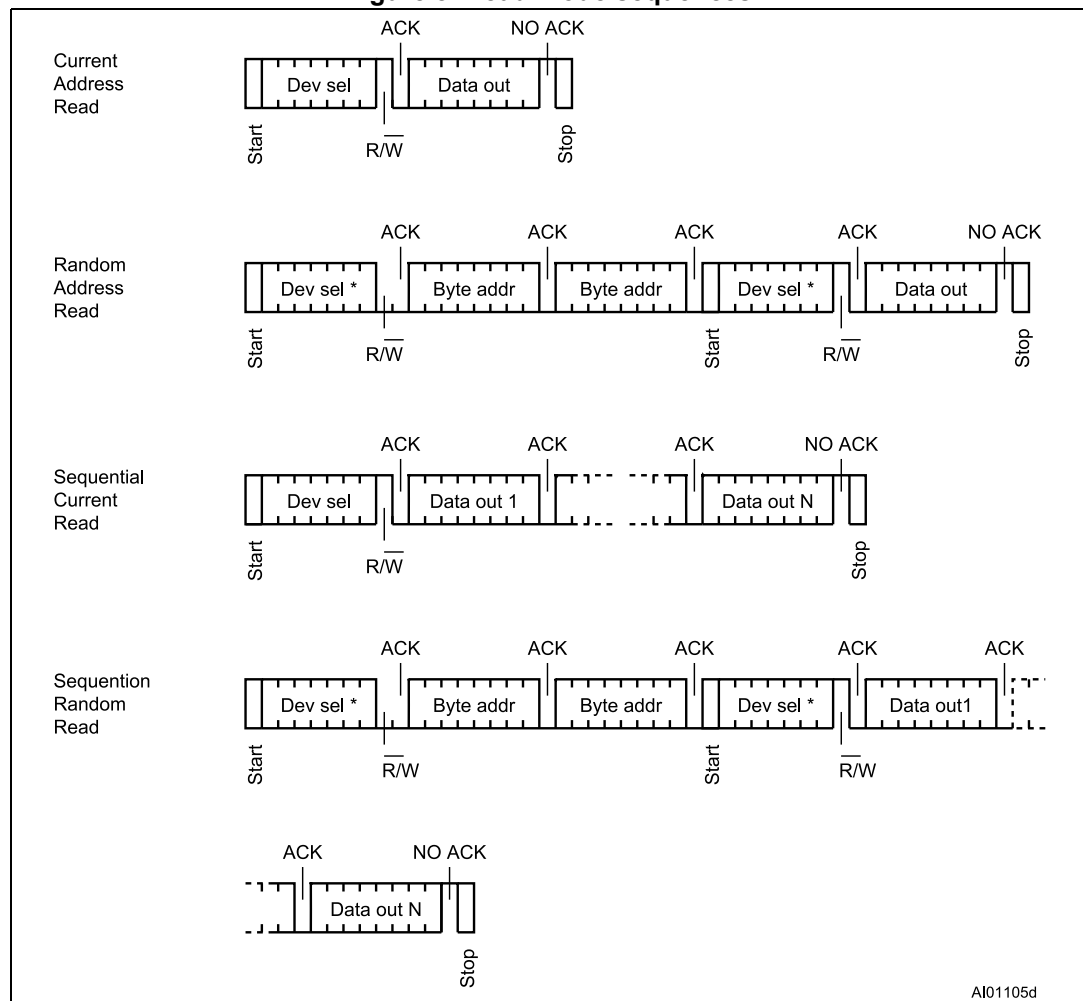 ACK NO ACK
Current
Address
Read
Dev sel Data out
Start R/W Stop
ACK ACK ACK ACK NO ACK
Random
Address
Read
Dev sel * Byte addr Byte addr Dev sel * Data out
Start R/W Start R/W Stop
ACK ACK ACK NO ACK
Sequential
Current
Read
Dev sel Data out 1 Data out N
Start R/W Stop
ACK ACK ACK ACK ACK
Sequention
Random
Read
Dev sel * Byte addr Byte addr Dev sel * Data out1
Start R/W Start R/W
ACK NO ACK
Data out N
Stop
AI01105d